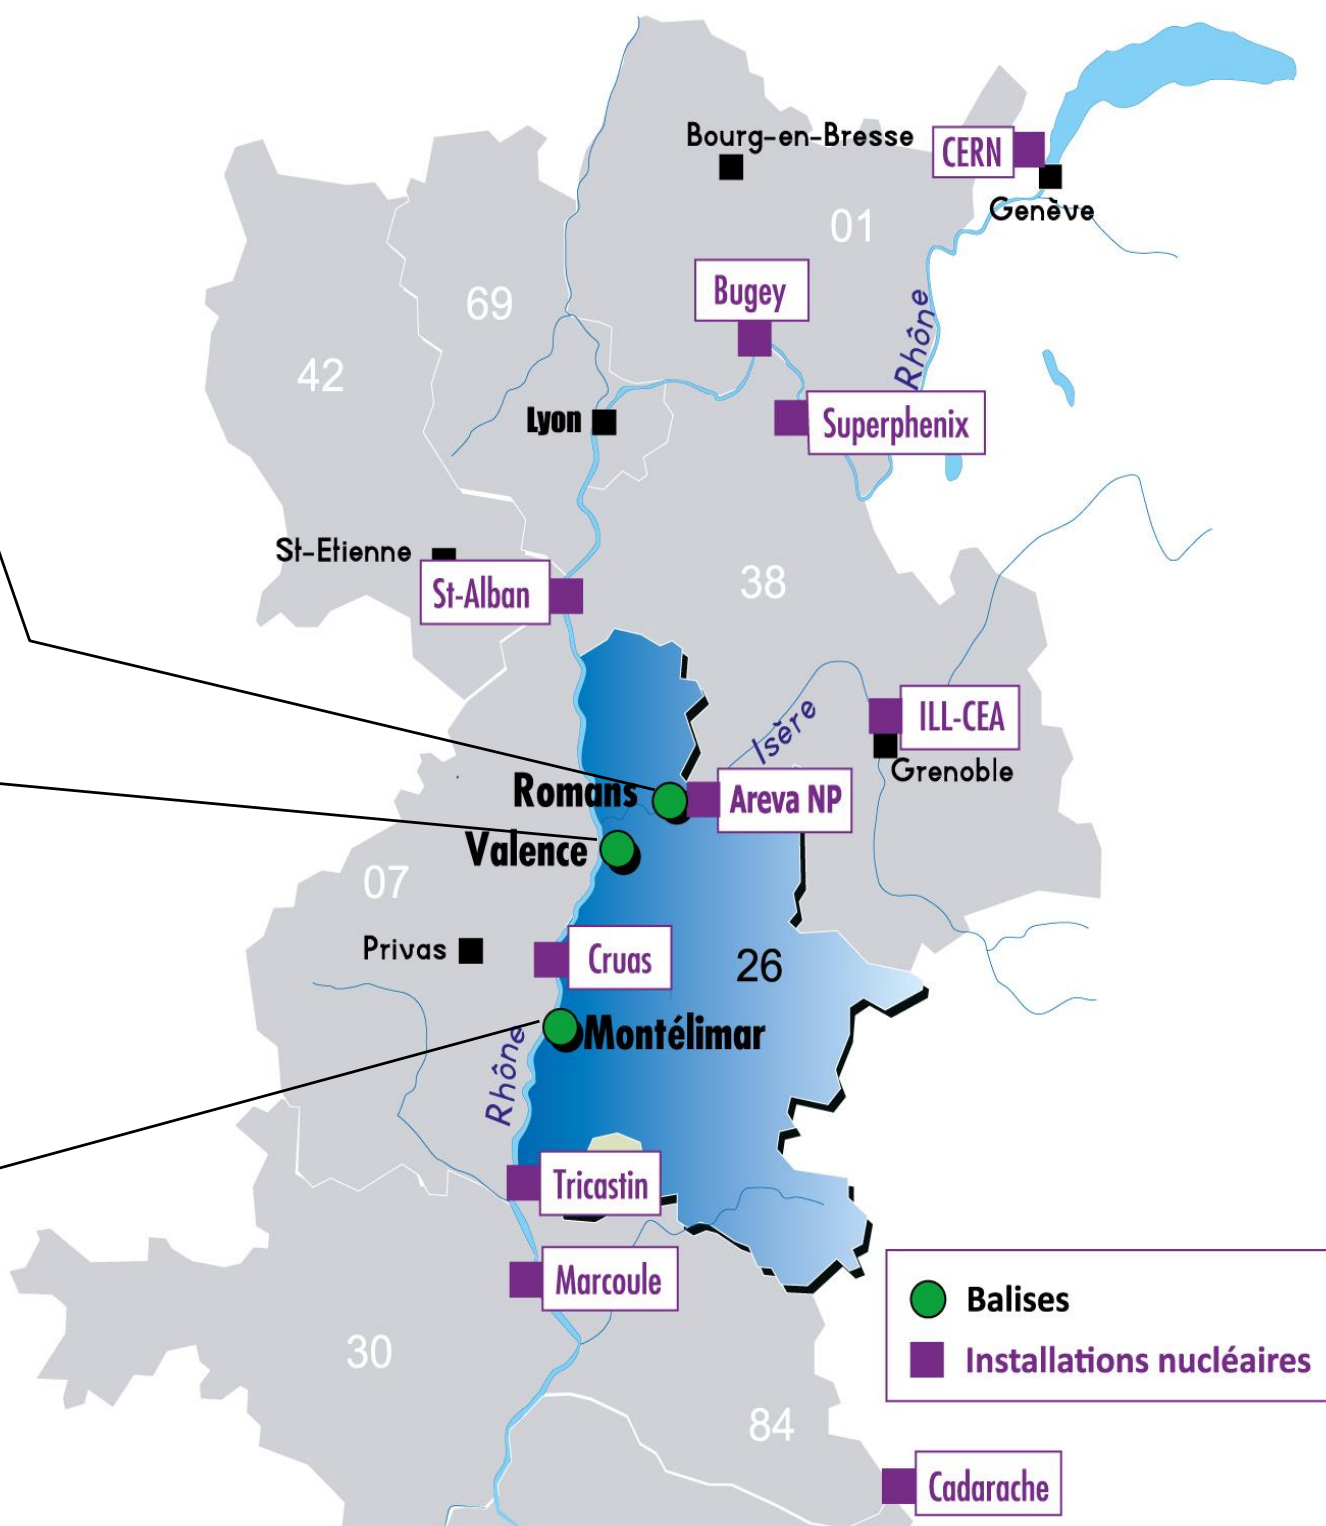 Bourg-en-Bresse
CERN
Genève
01
Bugey
69
Rhône
42
Lyon
Superphenix
St-Etienne
38
St-Alban
ILL-CEA
Isère
Grenoble
Romans
Areva NP
Valence
07
Privas
Cruas
26
Montélimar
Rhône
Tricastin
Marcoule
Balises
30
Installations nucléaires
84
Cadarache